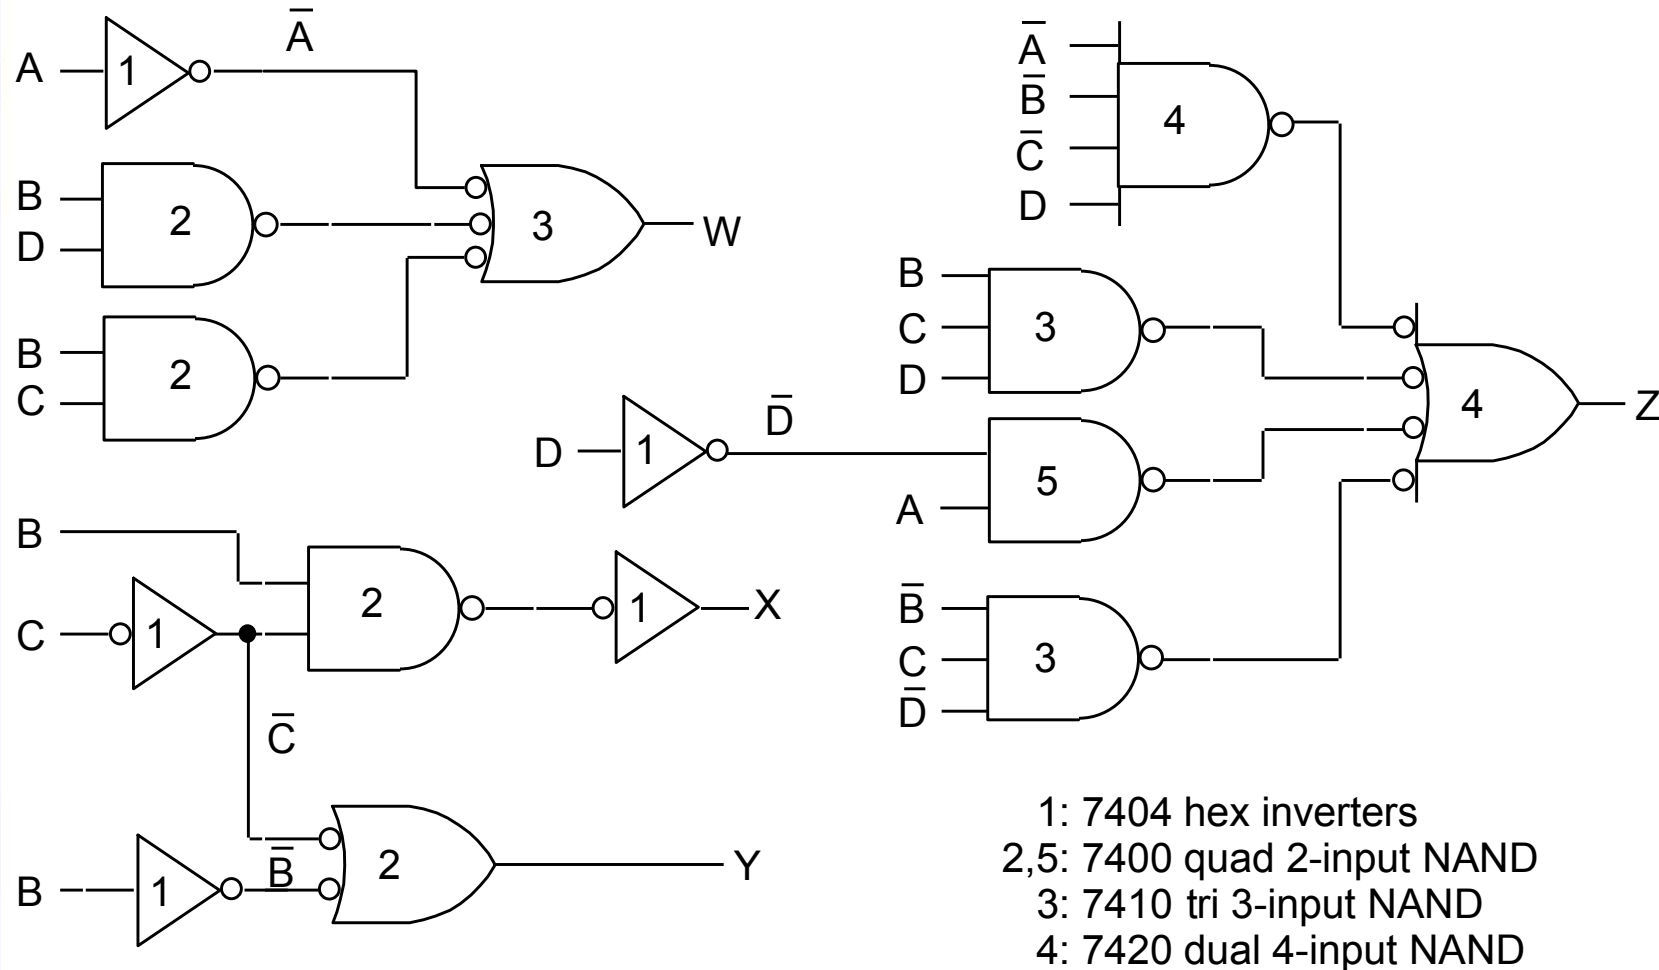 A 1 A̅
B
D 2
3 W
B
C 2
A̅
B̅
C̅
D
4
B
C
D
3
D 1 D̅
A
5
4 Z
B̅
C
D̅
3
B
C 1
2 1 X
C̅
B 1 B̅
2 Y
1: 7404 hex inverters
2,5: 7400 quad 2-input NAND
3: 7410 tri 3-input NAND
4: 7420 dual 4-input NAND